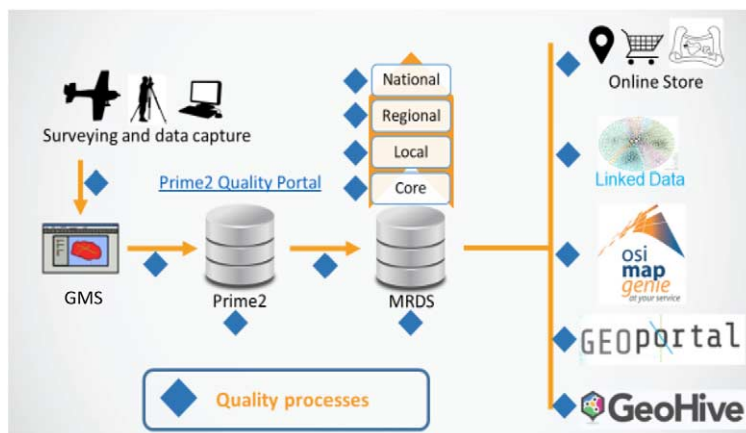 National
Regional
Local
Core
Surveying and data capture
Prime2 Quality Portal
GMS
Prime2
MRDS
Online Store
Linked Data
osi
map
genie
at your service
GEOportal
GeoHive
Quality processes